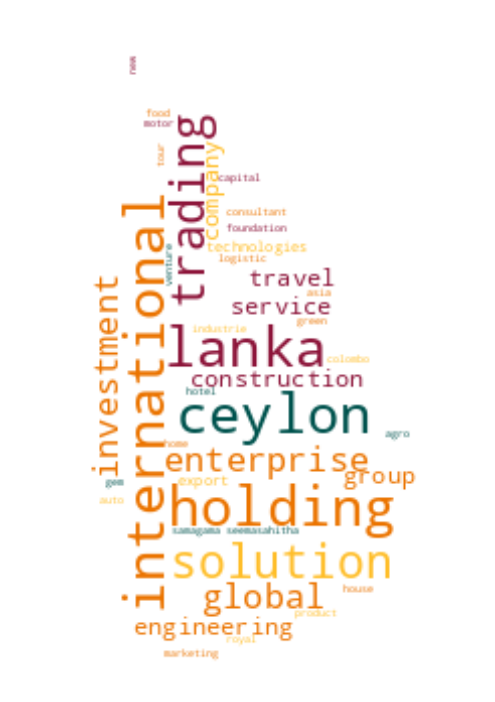 new
food
motor
tour
trading
company
capital
international
consultant
foundation
technologies
venture
logistic
travel
investment
asia
service
green
industrie
lanka
colombo
construction
hotel
ceylon
agro
home
enterprise
group
gem
export
holding
auto
samagama seemasahitha
solution
global
house
product
engineering
royal
marketing